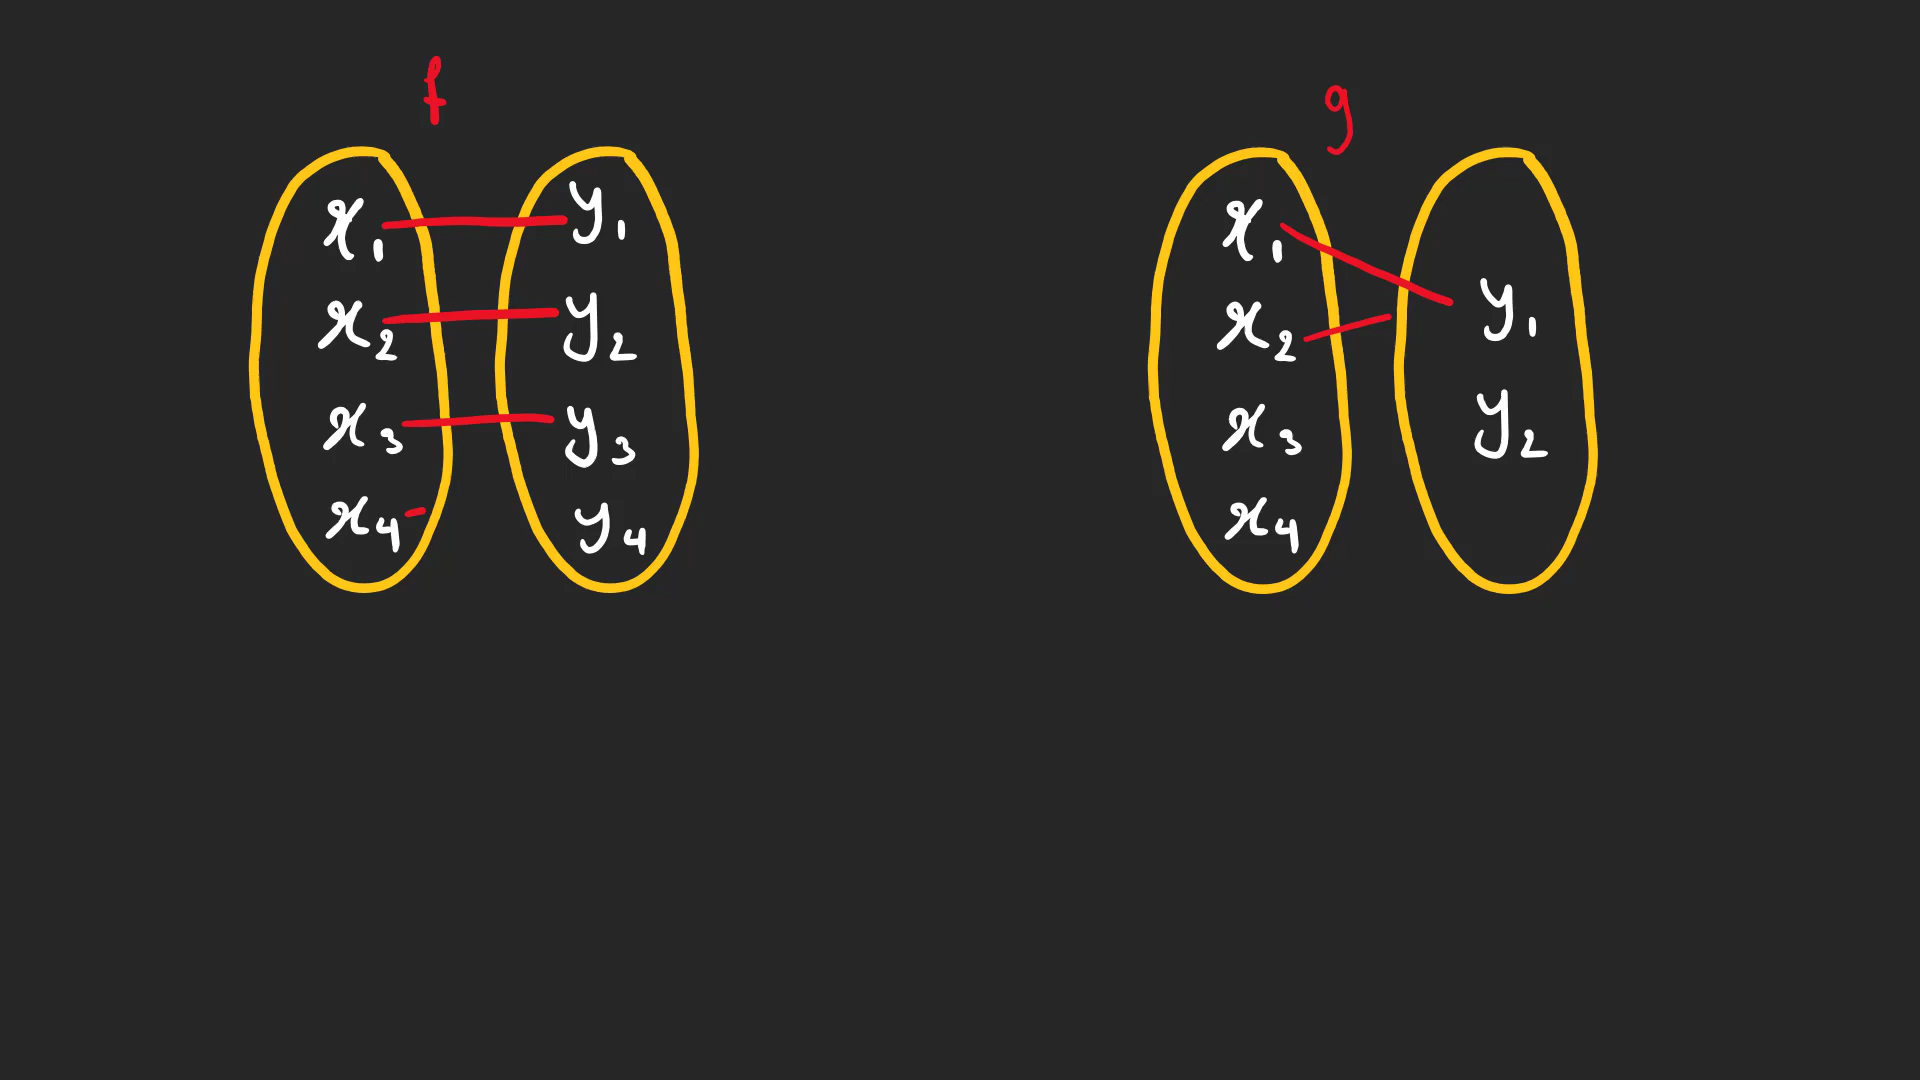 f
x₁ y₁
x₂ y₂
x₃ y₃
x₄ y₄
g
x₁ y₁
x₂ y₂
x₃
x₄